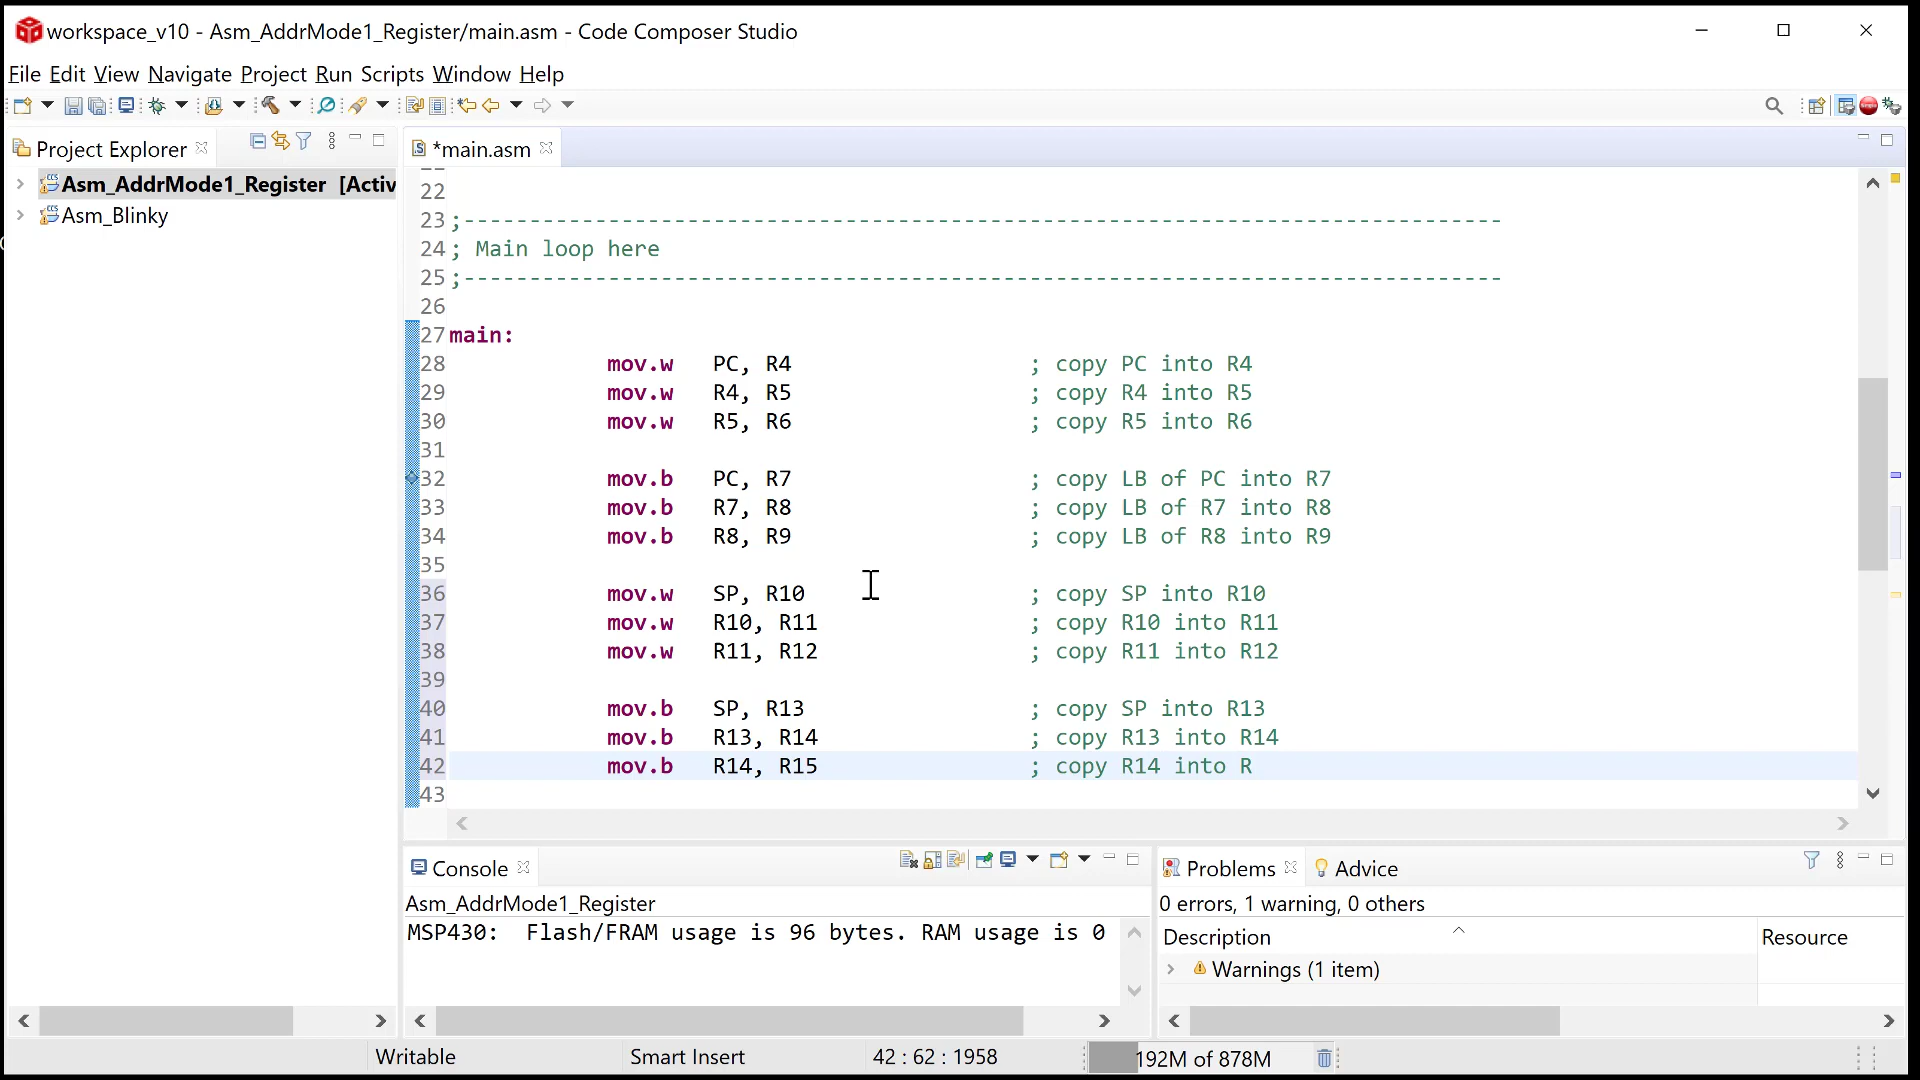 workspace_v10 - Asm_AddrMode1_Register/main.asm - Code Composer Studio
File Edit View Navigate Project Run Scripts Window Help
Project Explorer
*main.asm
Asm_AddrMode1_Register [Activ
Asm_Blinky
22
23 ;-------------------------------------------------------------------------------
24 ; Main loop here
25 ;-------------------------------------------------------------------------------
26
27 main:
28 mov.w PC, R4 ; copy PC into R4
29 mov.w R4, R5 ; copy R4 into R5
30 mov.w R5, R6 ; copy R5 into R6
31
32 mov.b PC, R7 ; copy LB of PC into R7
33 mov.b R7, R8 ; copy LB of R7 into R8
34 mov.b R8, R9 ; copy LB of R8 into R9
35
36 mov.w SP, R10 ; copy SP into R10
37 mov.w R10, R11 ; copy R10 into R11
38 mov.w R11, R12 ; copy R11 into R12
39
40 mov.b SP, R13 ; copy SP into R13
41 mov.b R13, R14 ; copy R13 into R14
42 mov.b R14, R15 ; copy R14 into R
43
Console
Asm_AddrMode1_Register
MSP430: Flash/FRAM usage is 96 bytes. RAM usage is 0
Problems
Advice
0 errors, 1 warning, 0 others
Description
Resource
Warnings (1 item)
Writable
Smart Insert
42 : 62 : 1958
192M of 878M